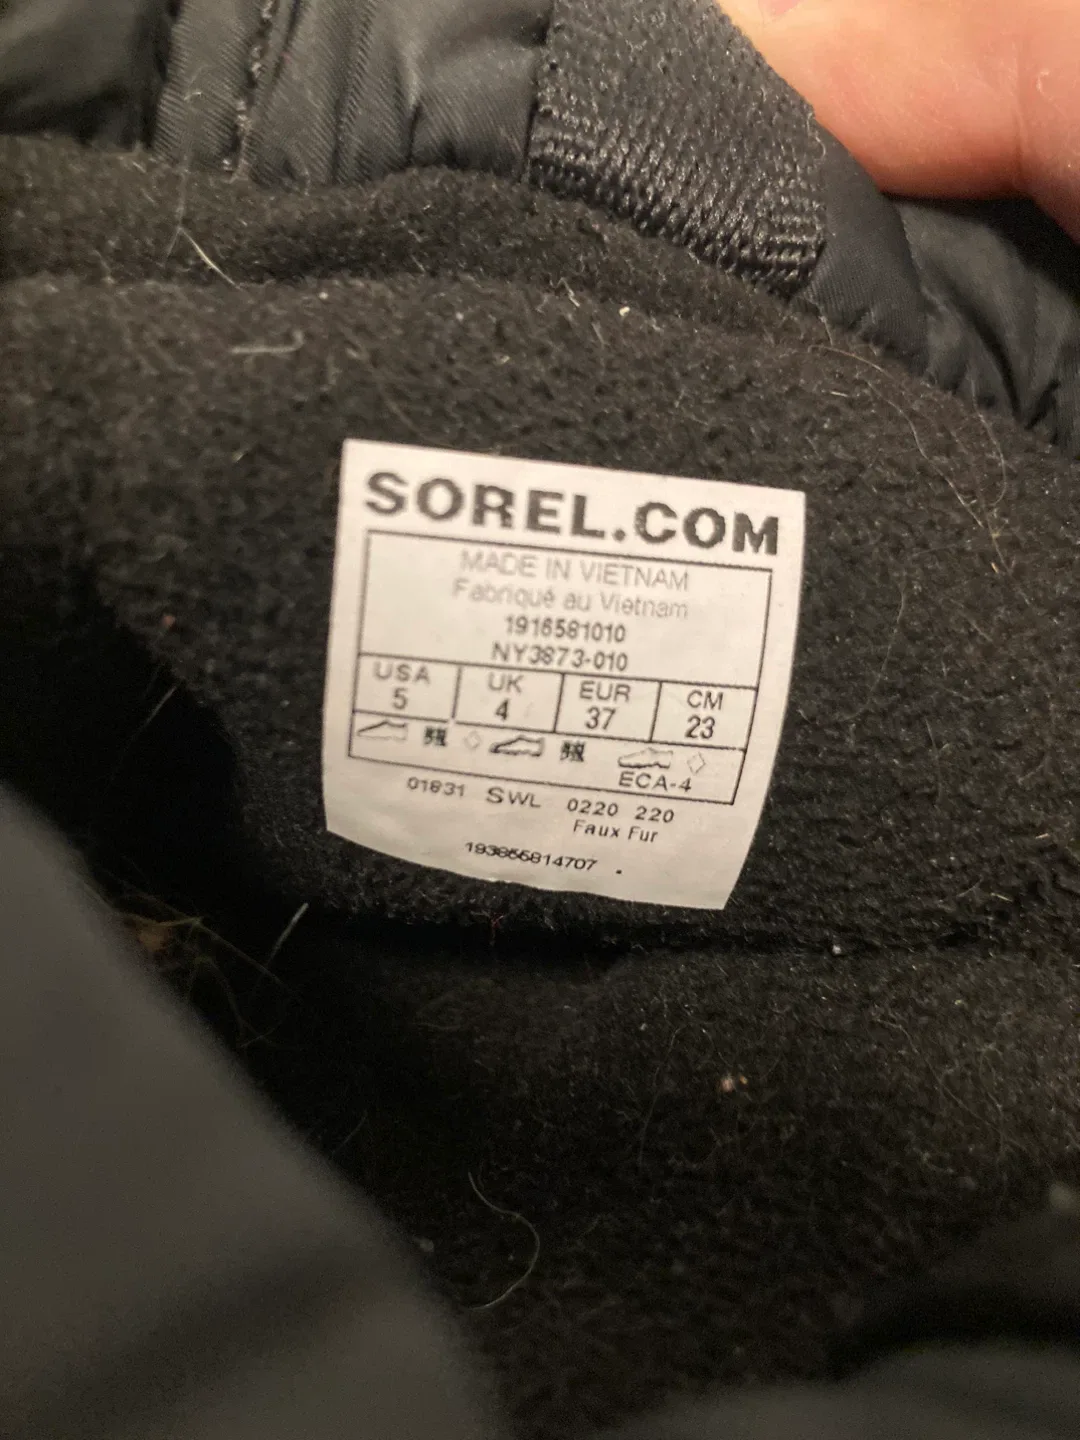 SOREL.COM
MADE IN VIETNAM
Fabriqué au Vietnam
1916581010
NY3873-010
USA UK EUR CM
5 4 37 23
ECA-4
01831 SWL 0220 220
Faux Fur
193855814707 .